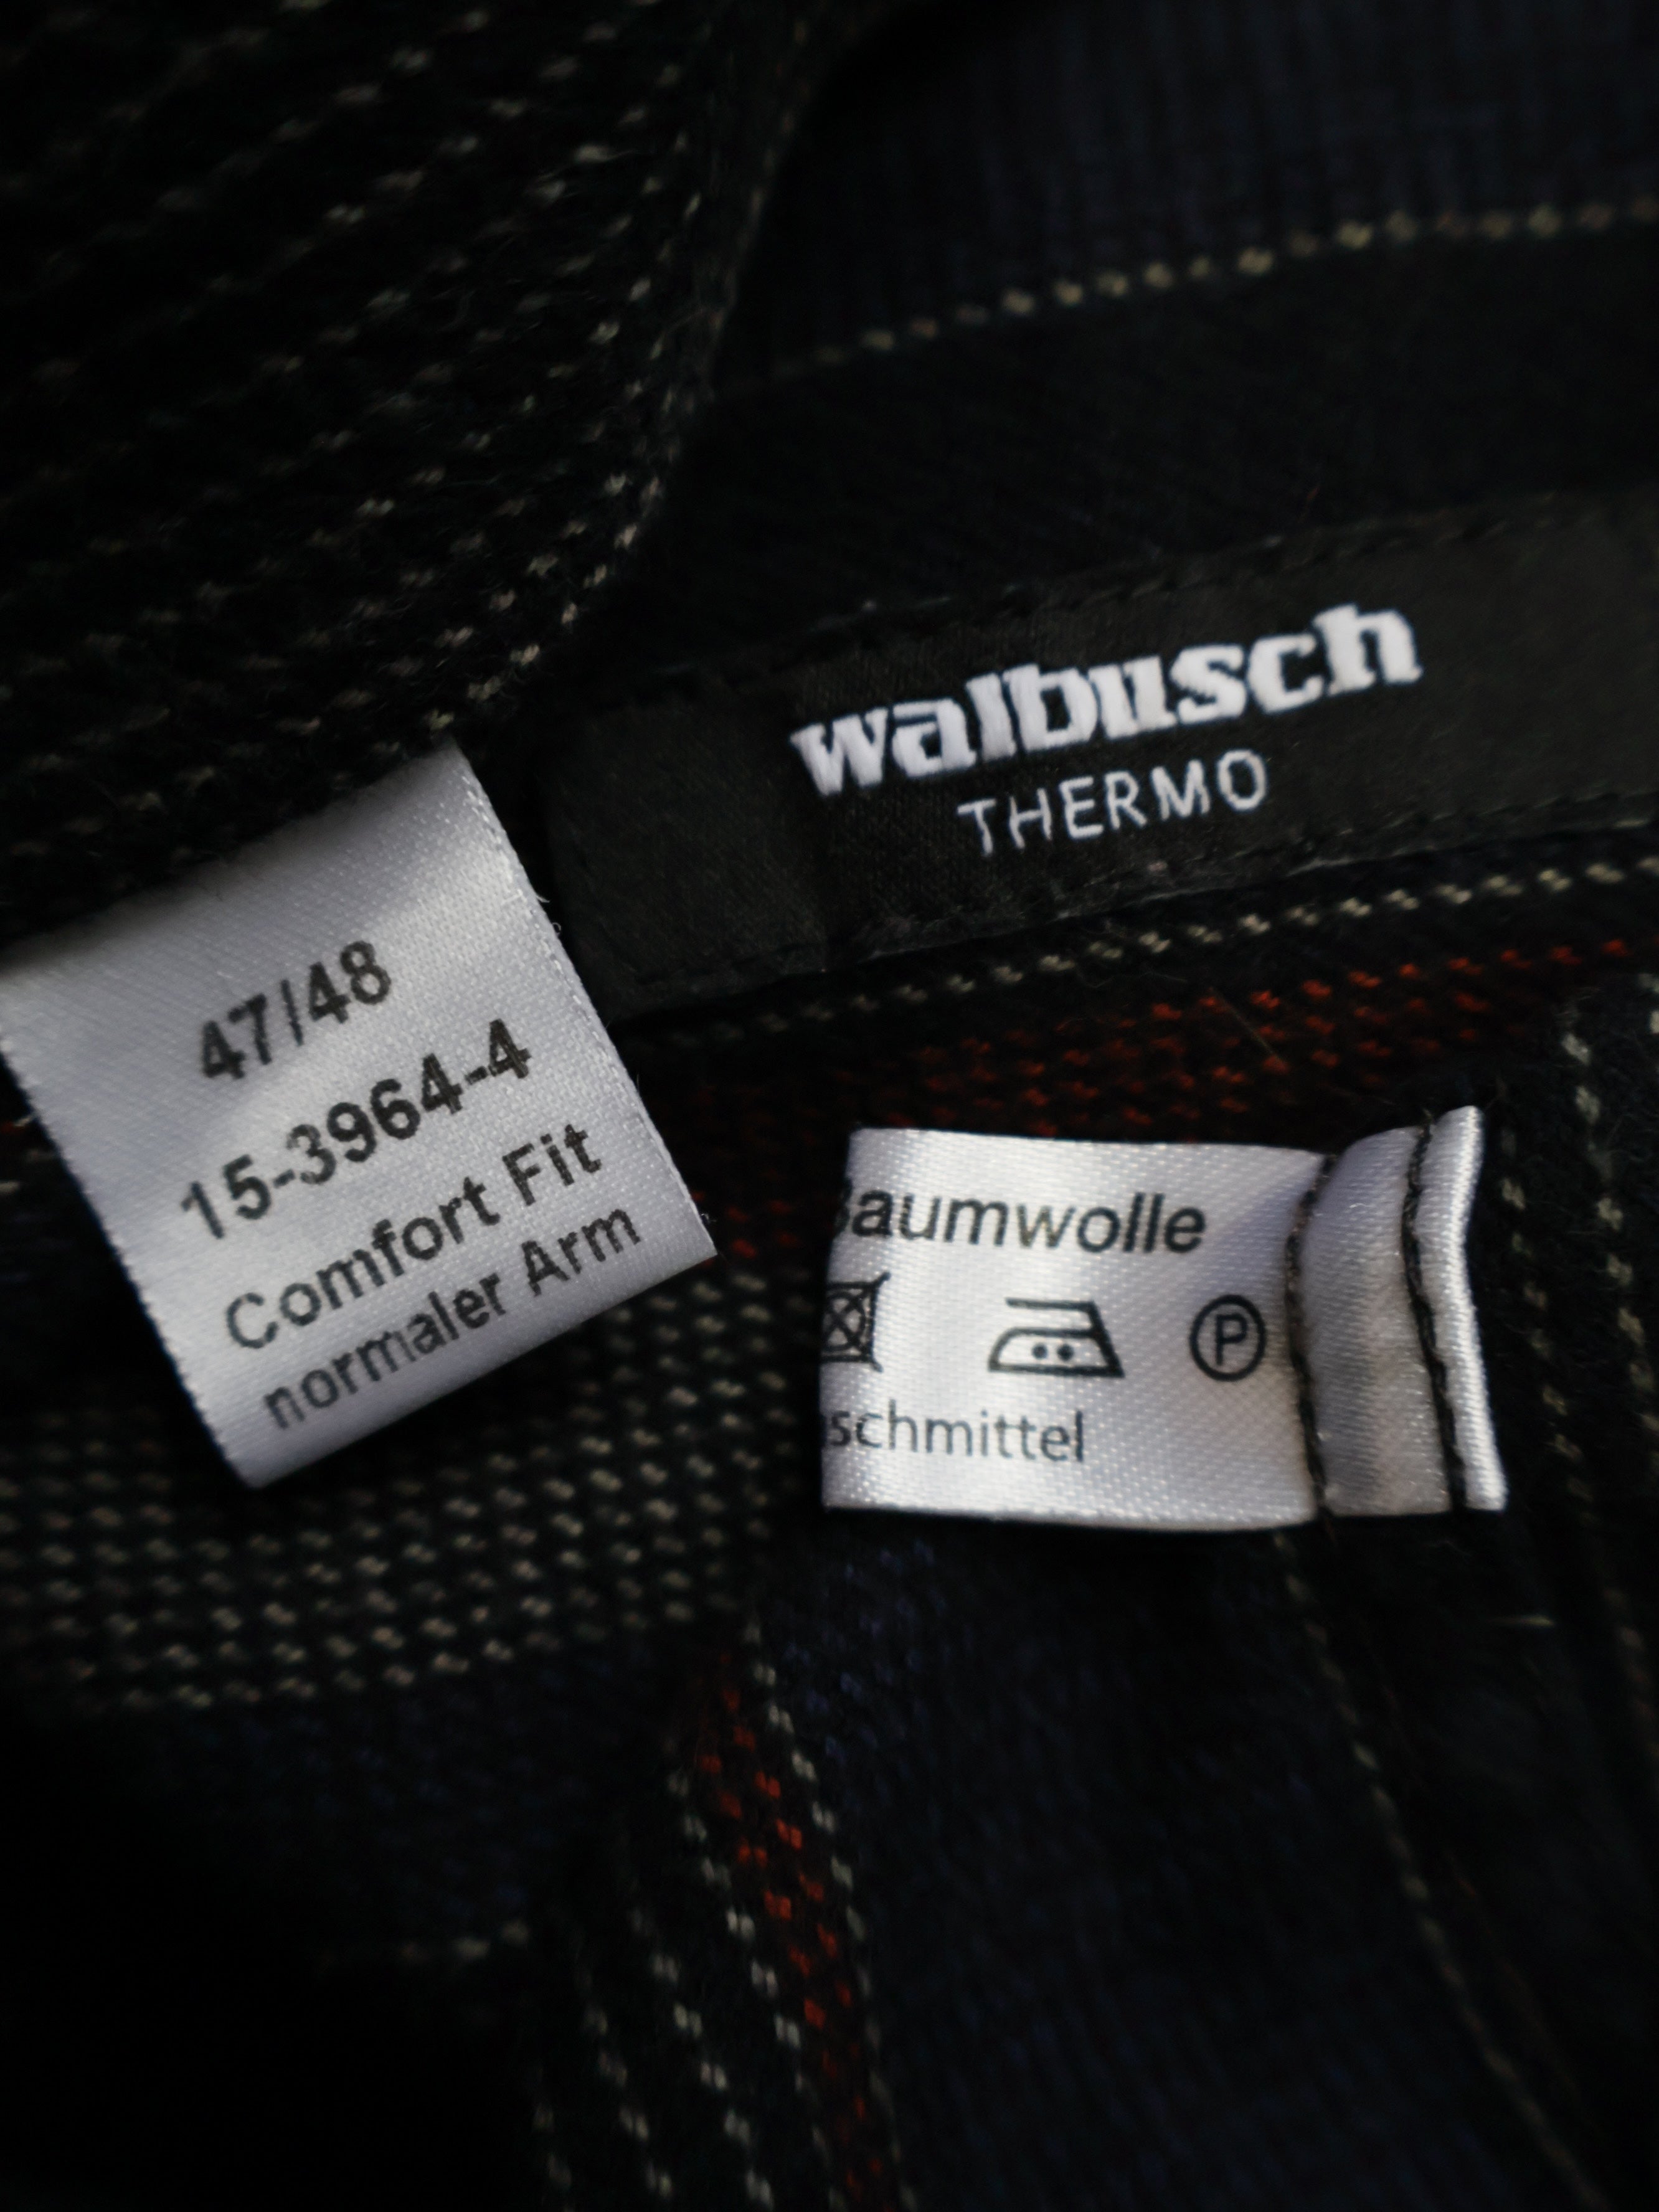 walbusch
THERMO
47/48
15-3964-4
Comfort Fit
normaler Arm
Baumwolle
P
schmittel